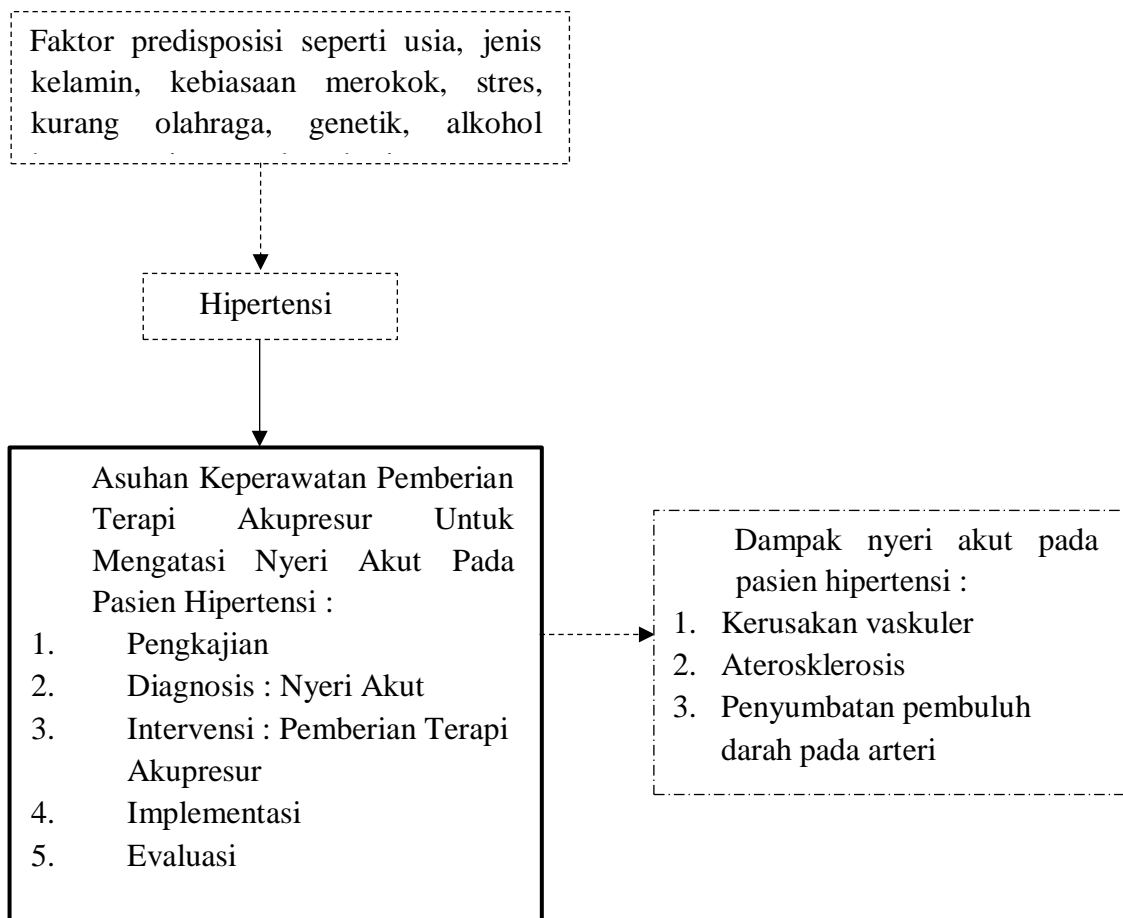 Faktor predisposisi seperti usia, jenis
kelamin, kebiasaan merokok, stres,
kurang olahraga, genetik, alkohol
Hipertensi
Asuhan Keperawatan Pemberian
Terapi Akupresur Untuk
Mengatasi Nyeri Akut Pada
Pasien Hipertensi :
1. Pengkajian
2. Diagnosis : Nyeri Akut
3. Intervensi : Pemberian Terapi
Akupresur
4. Implementasi
5. Evaluasi
Dampak nyeri akut pada
pasien hipertensi :
1. Kerusakan vaskuler
2. Aterosklerosis
3. Penyumbatan pembuluh
darah pada arteri